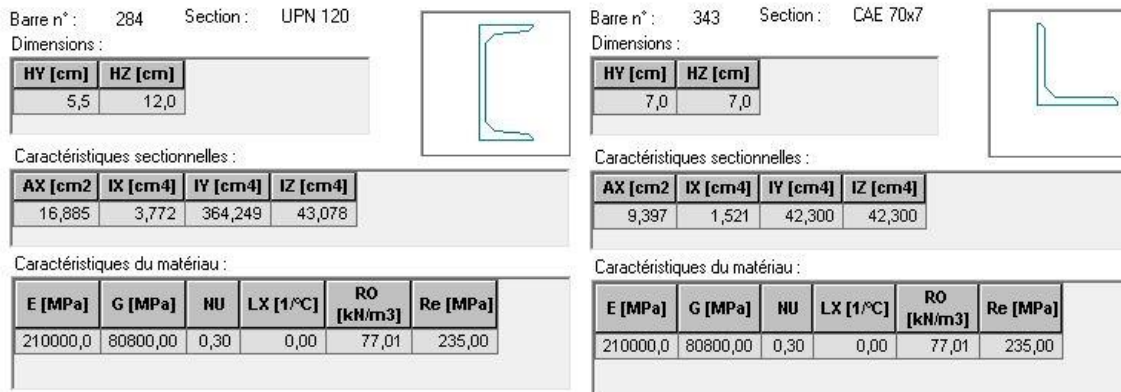 Barre n° : 284 Section : UPN 120
Dimensions :
HY [cm] HZ [cm]
5,5 12,0
Caractéristiques sectionnelles :
AX [cm2 IX [cm4] IY [cm4] IZ [cm4]
16,885 3,772 364,249 43,078
Caractéristiques du matériau :
E [MPa] G [MPa] NU LX [1/°C] RO [kN/m3] Re [MPa]
210000,0 80800,00 0,30 0,00 77,01 235,00
Barre n° : 343 Section : CAE 70x7
Dimensions :
HY [cm] HZ [cm]
7,0 7,0
Caractéristiques sectionnelles :
AX [cm2 IX [cm4] IY [cm4] IZ [cm4]
9,397 1,521 42,300 42,300
Caractéristiques du matériau :
E [MPa] G [MPa] NU LX [1/°C] RO [kN/m3] Re [MPa]
210000,0 80800,00 0,30 0,00 77,01 235,00